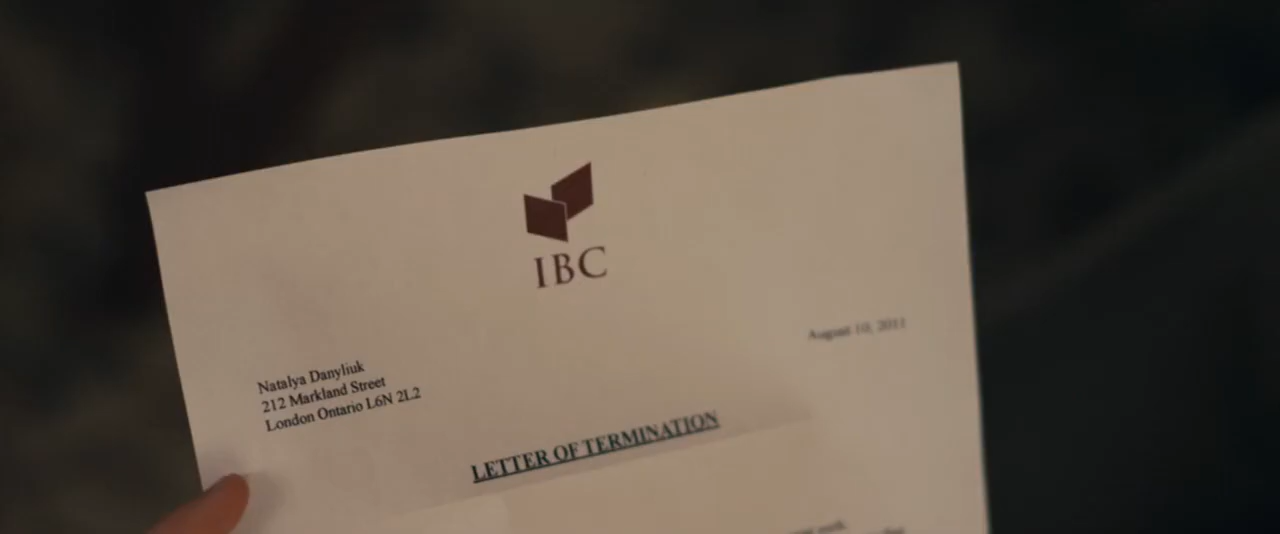 IBC
August 10, 2011
Natalya Danyliuk
212 Markland Street
London Ontario L6N 2L2
LETTER OF TERMINATION